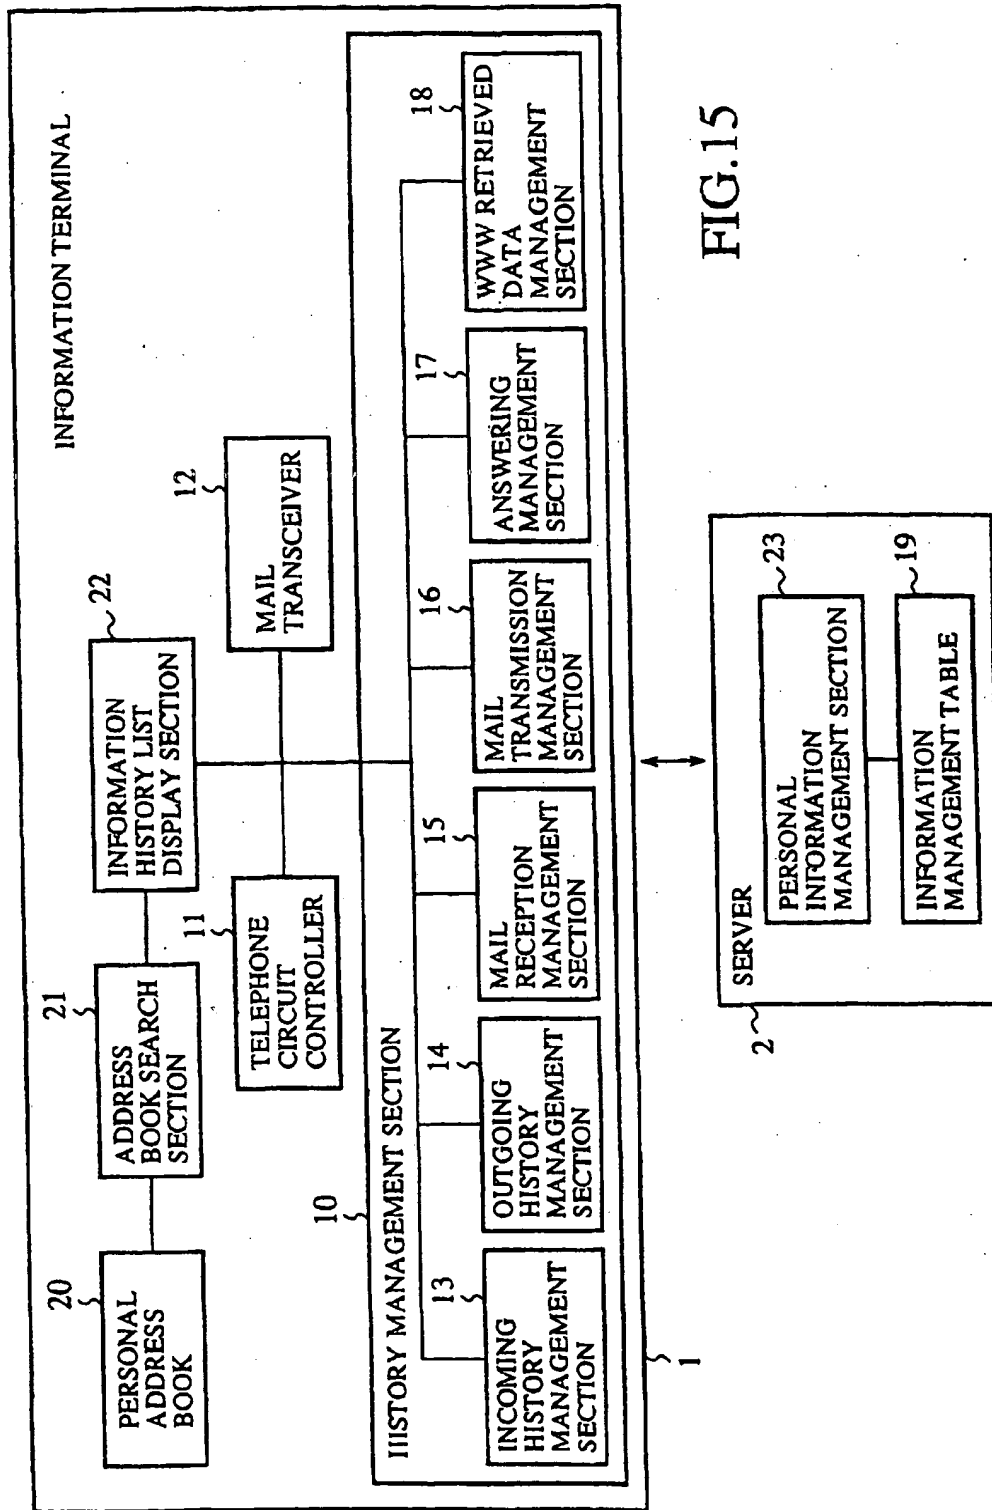 INFORMATION TERMINAL
20
PERSONAL
ADDRESS
BOOK
21
ADDRESS
BOOK SEARCH
SECTION
22
INFORMATION
HISTORY LIST
DISPLAY SECTION
11
TELEPHONE
CIRCUIT
CONTROLLER
12
MAIL
TRANSCEIVER
10
HISTORY MANAGEMENT SECTION
13
INCOMING
HISTORY
MANAGEMENT
SECTION
14
OUTGOING
HISTORY
MANAGEMENT
SECTION
15
MAIL
RECEPTION
MANAGEMENT
SECTION
16
MAIL
TRANSMISSION
MANAGEMENT
SECTION
17
ANSWERING
MANAGEMENT
SECTION
18
WWW RETRIEVED
DATA
MANAGEMENT
SECTION
1
2
SERVER
23
PERSONAL
INFORMATION
MANAGEMENT SECTION
19
INFORMATION
MANAGEMENT TABLE
FIG.15